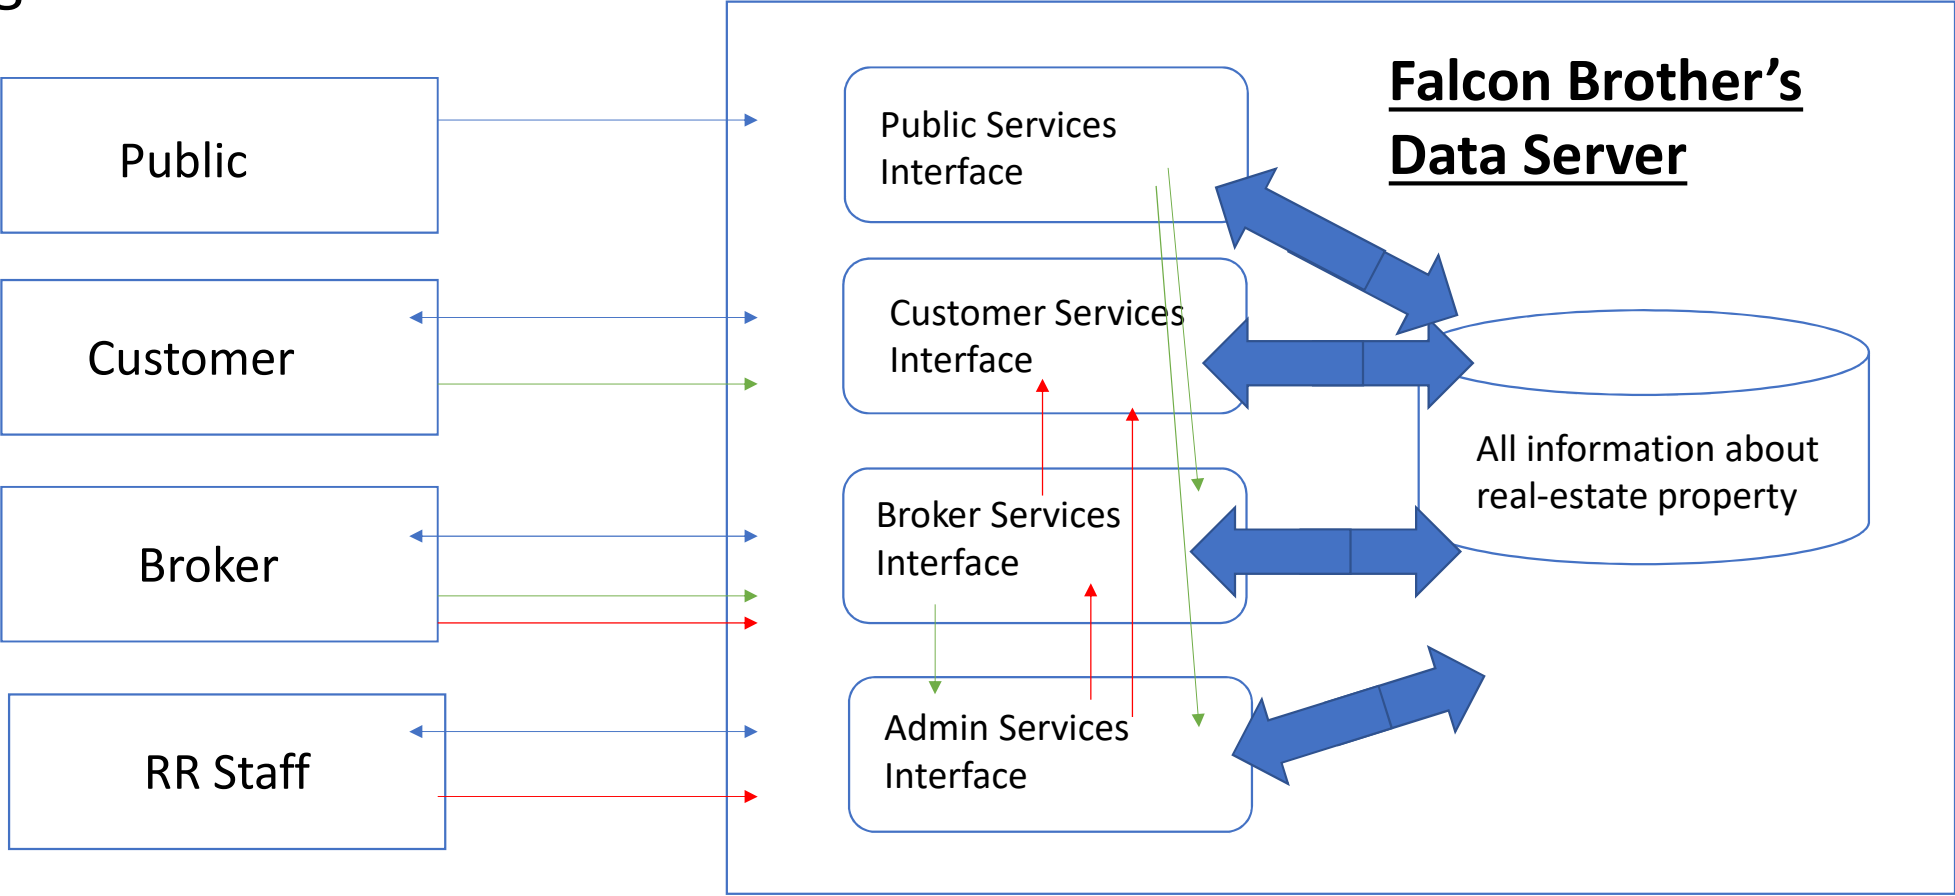 Public
Customer
Broker
RR Staff
Public Services
Interface
Customer Services
Interface
Broker Services
Interface
Admin Services
Interface
Falcon Brother’s
Data Server
All information about
real-estate property